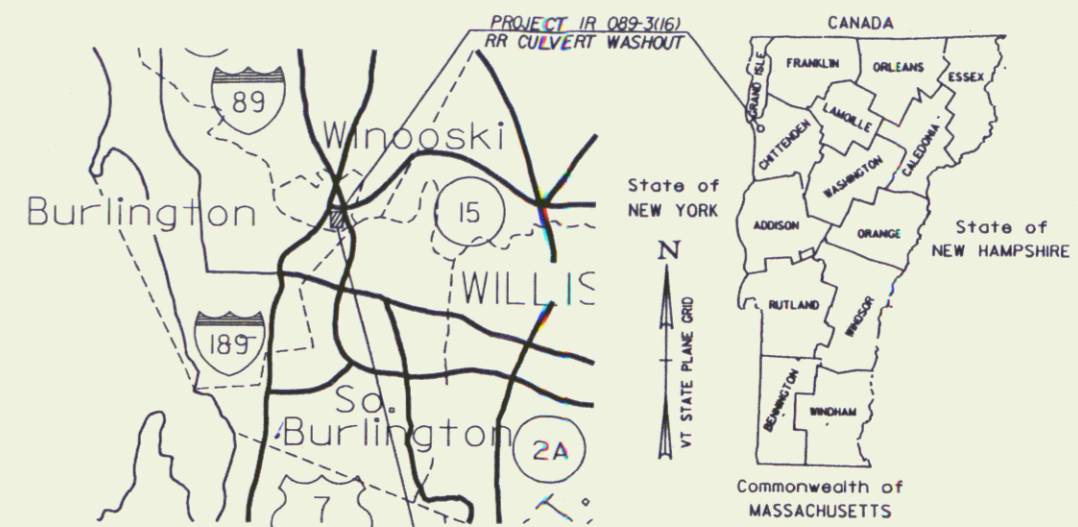 PROJECT IR 089-3(16)
RR CULVERT WASHOUT
89
Winooski
Burlington
15
WILLIS
189
So.
Burlington
2A
7
CANADA
GRAND ISLE
FRANKLIN
ORLEANS
ESSEX
LAMOILLE
CHITTENDEN
CALEDONIA
WASHINGTON
State of
NEW YORK
ADDISON
ORANGE
State of
NEW HAMPSHIRE
N
VT STATE PLANE GRID
RUTLAND
WINDSOR
BENNINGTON
WINDHAM
Commonwealth of
MASSACHUSETTS